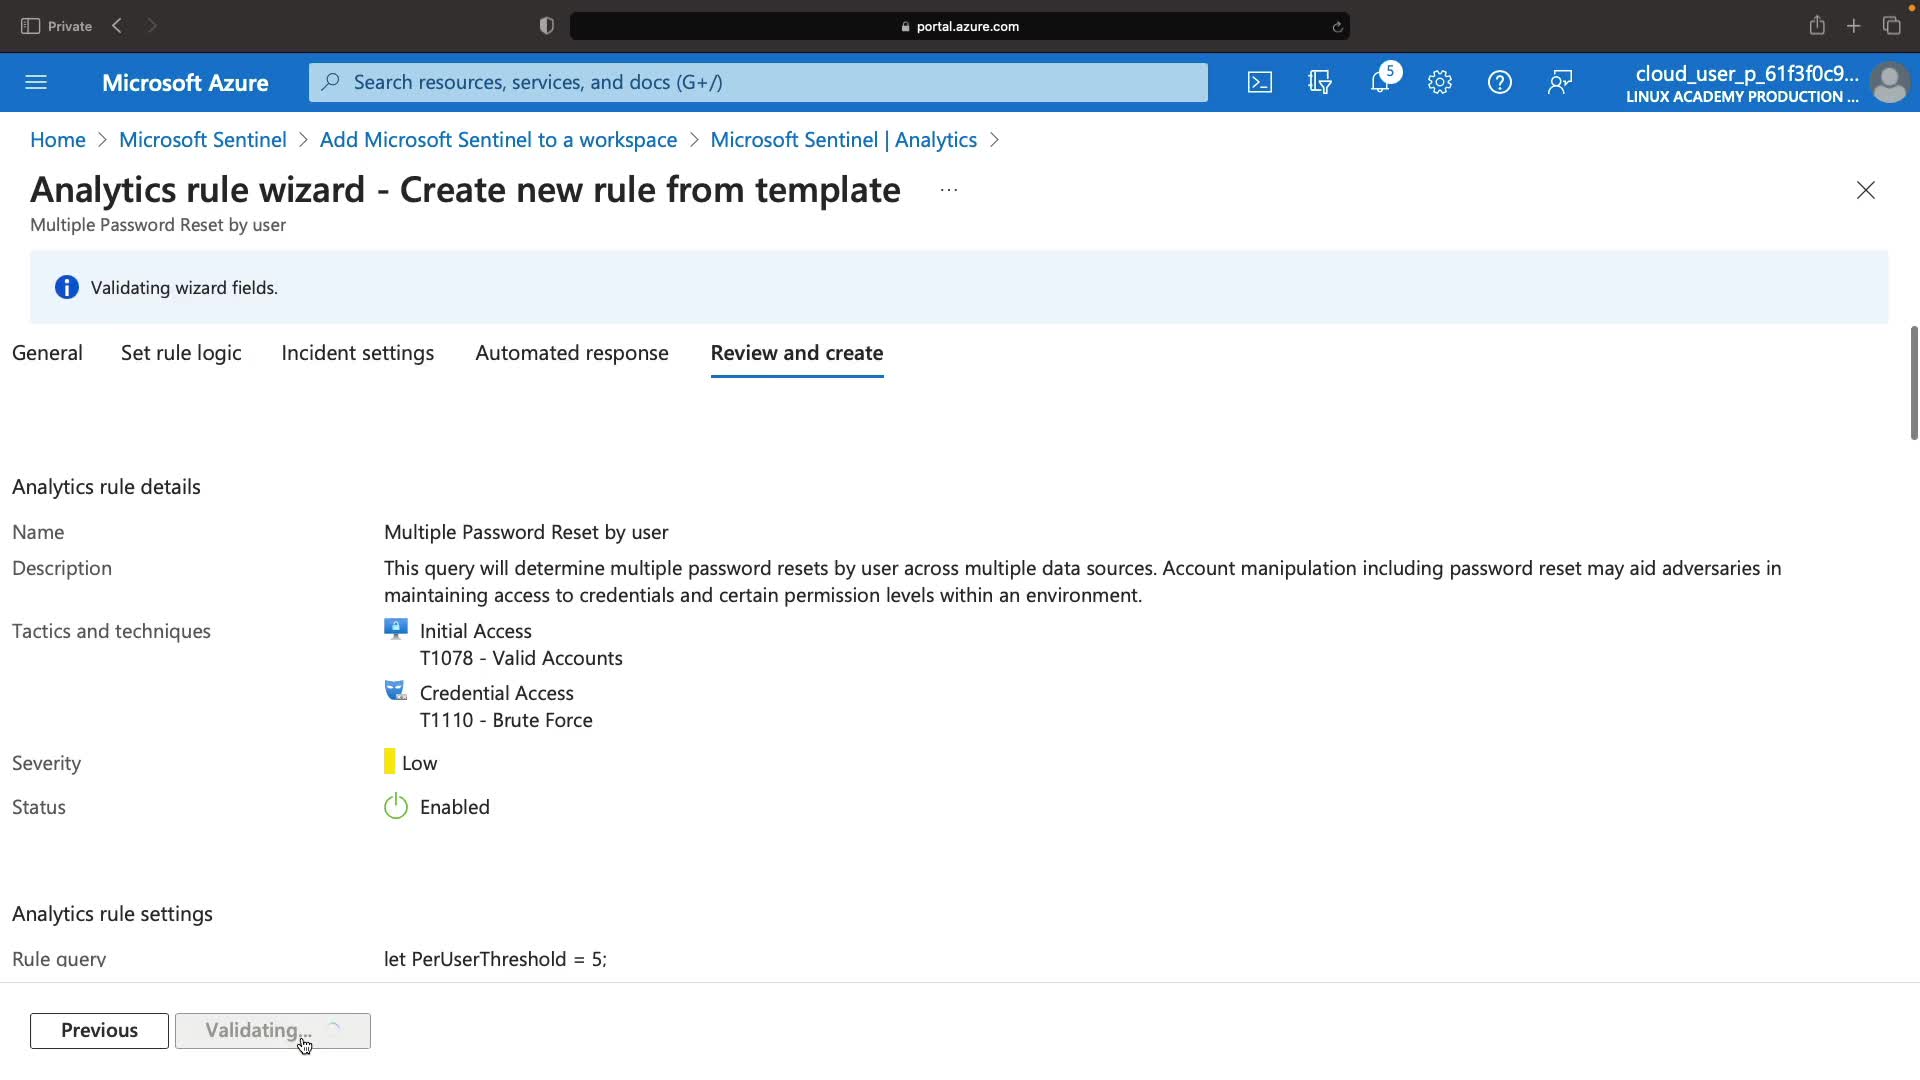 Private
portal.azure.com
Microsoft Azure
Search resources, services, and docs (G+/)
5
cloud_user_p_61f3f0c9...
LINUX ACADEMY PRODUCTION ...
Home > Microsoft Sentinel > Add Microsoft Sentinel to a workspace > Microsoft Sentinel | Analytics >
Analytics rule wizard - Create new rule from template ...
Multiple Password Reset by user
Validating wizard fields.
General Set rule logic Incident settings Automated response Review and create
Analytics rule details
Name Multiple Password Reset by user
Description This query will determine multiple password resets by user across multiple data sources. Account manipulation including password reset may aid adversaries in
maintaining access to credentials and certain permission levels within an environment.
Tactics and techniques Initial Access
T1078 - Valid Accounts
Credential Access
T1110 - Brute Force
Severity Low
Status Enabled
Analytics rule settings
Rule query let PerUserThreshold = 5;
Previous Validating...